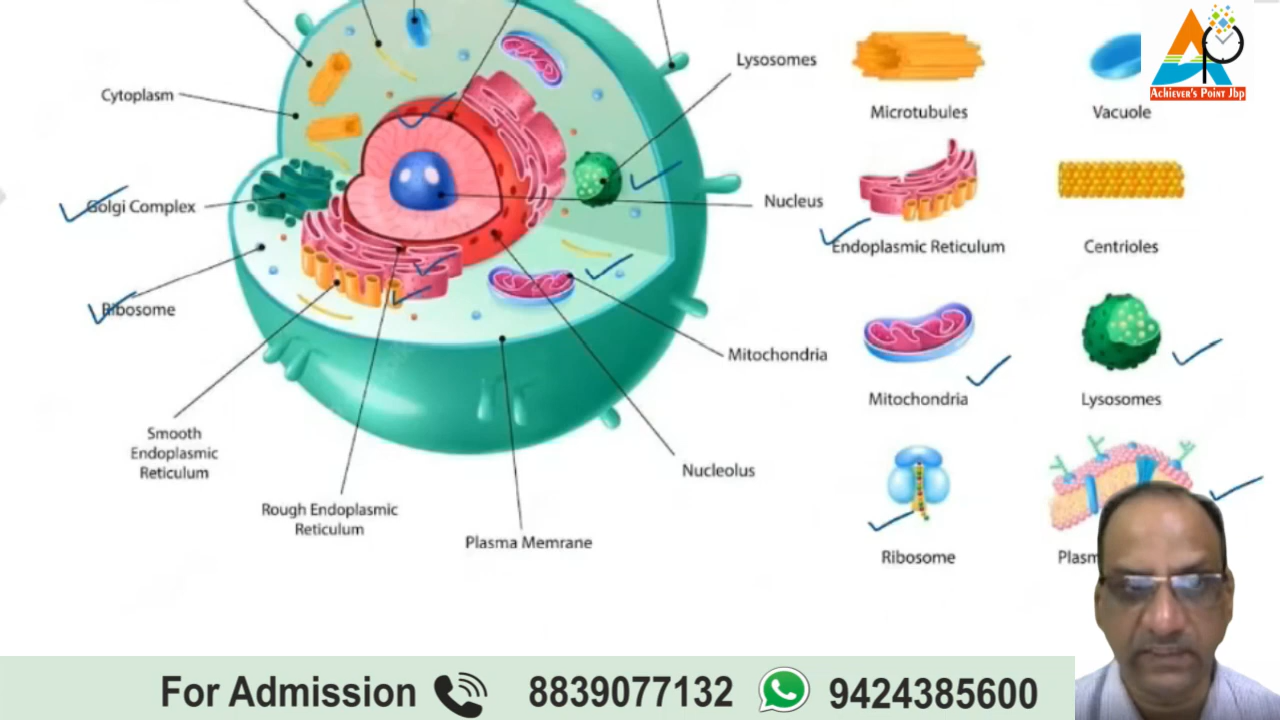 Lysosomes
Cytoplasm
Golgi Complex
Nucleus
Ribosome
Mitochondria
Smooth
Endoplasmic
Reticulum
Nucleolus
Rough Endoplasmic
Reticulum
Plasma Memrane
Microtubules
Vacuole
Endoplasmic Reticulum
Centrioles
Mitochondria
Lysosomes
Ribosome
Plasm
ACHIEVER'S POINT JBP
For Admission 8839077132 9424385600